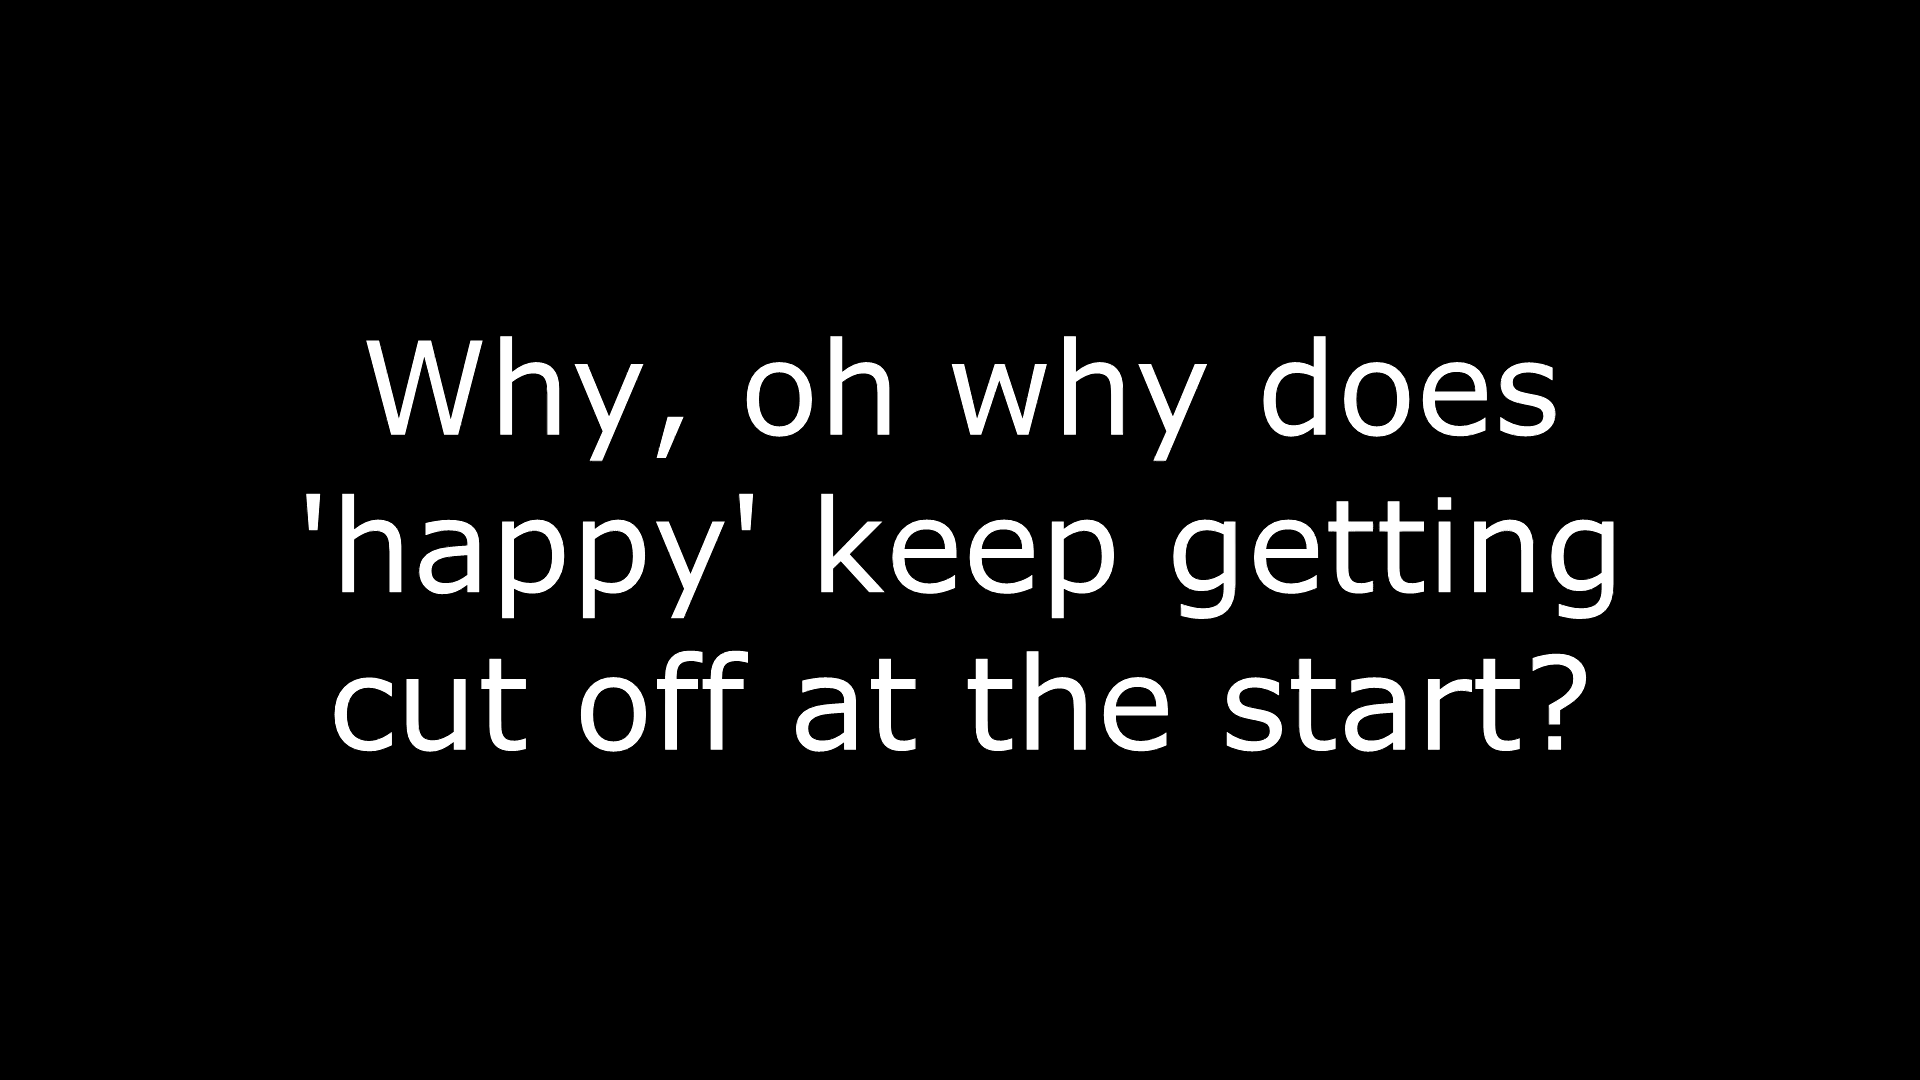 Why, oh why does
'happy' keep getting
cut off at the start?